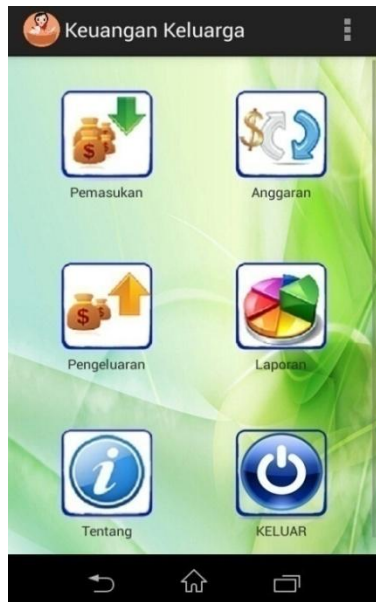 Keuangan Keluarga
Pemasukan
Anggaran
Pengeluaran
Laporan
Tentang
KELUAR